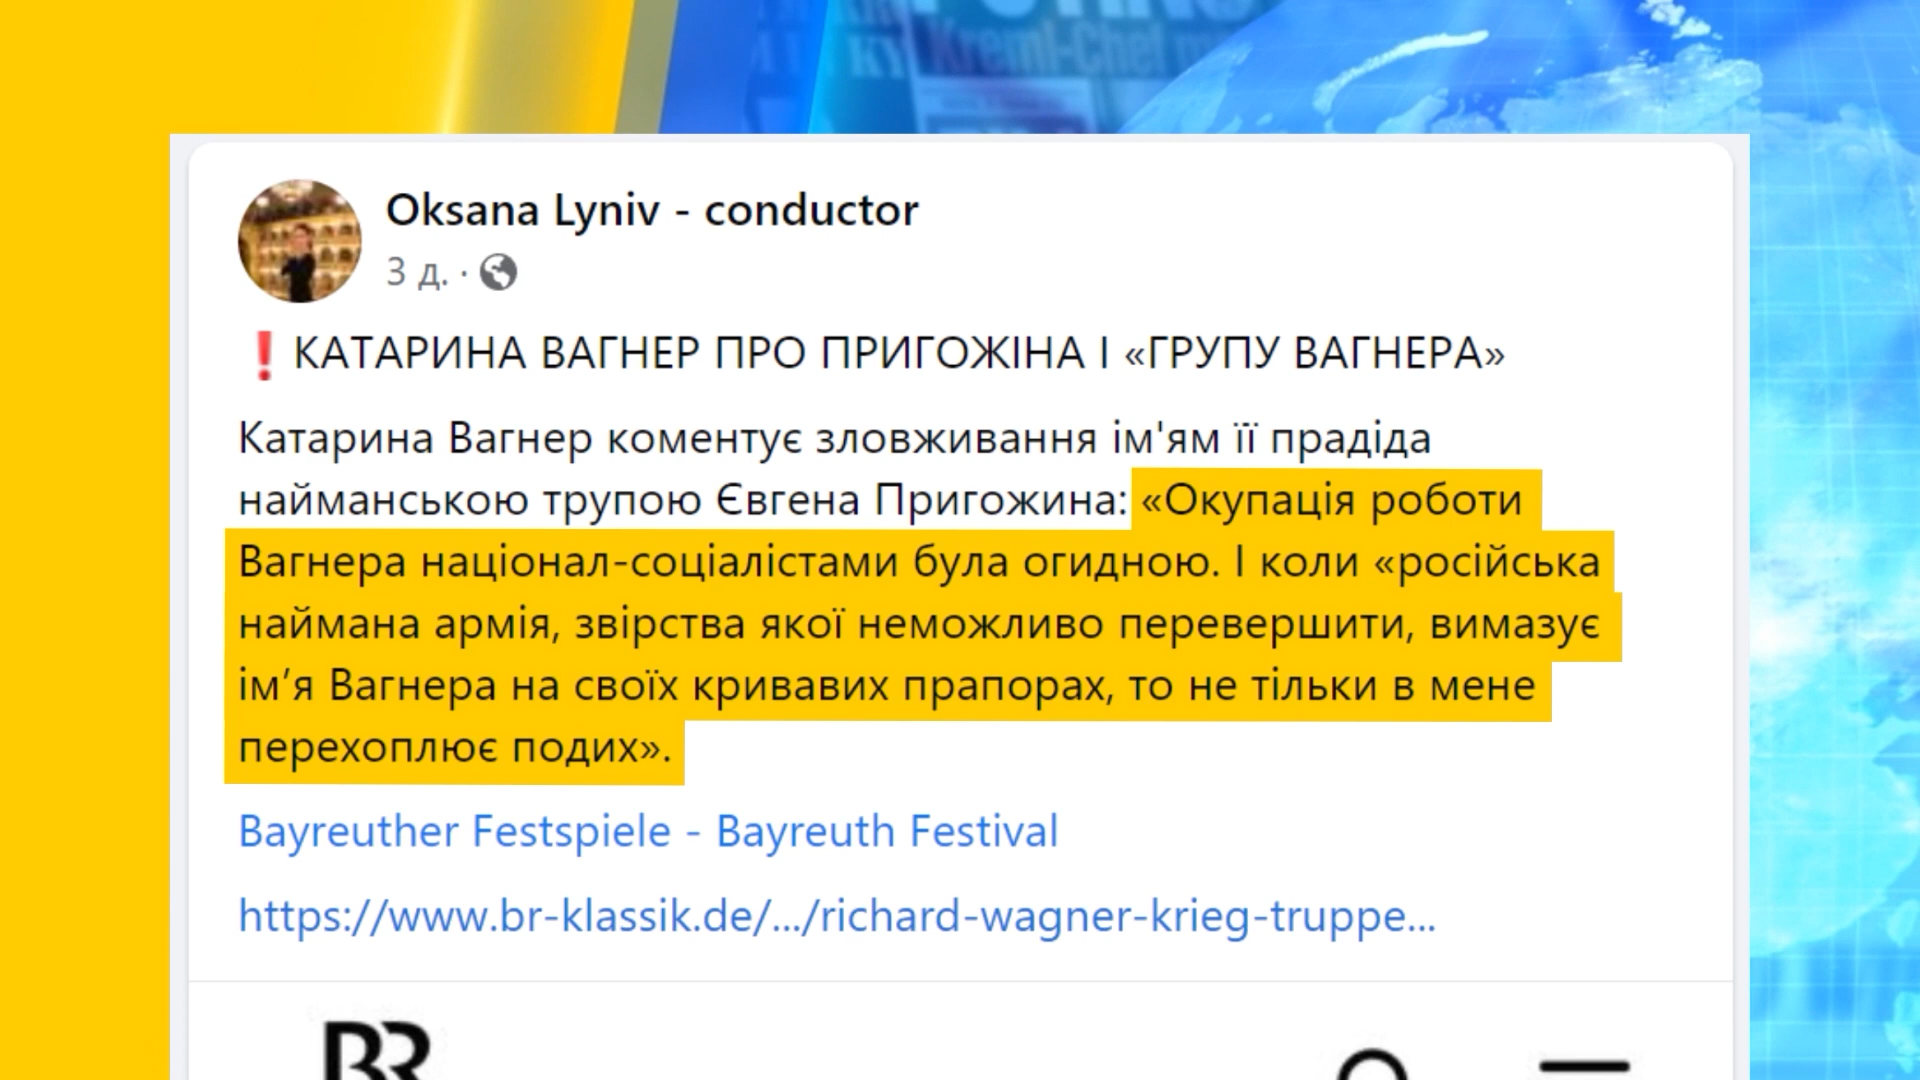 Kreml-Chef
Oksana Lyniv - conductor
3 д. ·
❗КАТАРИНА ВАГНЕР ПРО ПРИГОЖІНА І «ГРУПУ ВАГНЕРА»
Катарина Вагнер коментує зловживання ім'ям її прадіда
найманською трупою Євгена Пригожина: «Окупація роботи
Вагнера націонал-соціалістами була огидною. І коли «російська
наймана армія, звірства якої неможливо перевершити, вимазує
ім’я Вагнера на своїх кривавих прапорах, то не тільки в мене
перехоплює подих».
Bayreuther Festspiele - Bayreuth Festival
https://www.br-klassik.de/.../richard-wagner-krieg-truppe...
BR